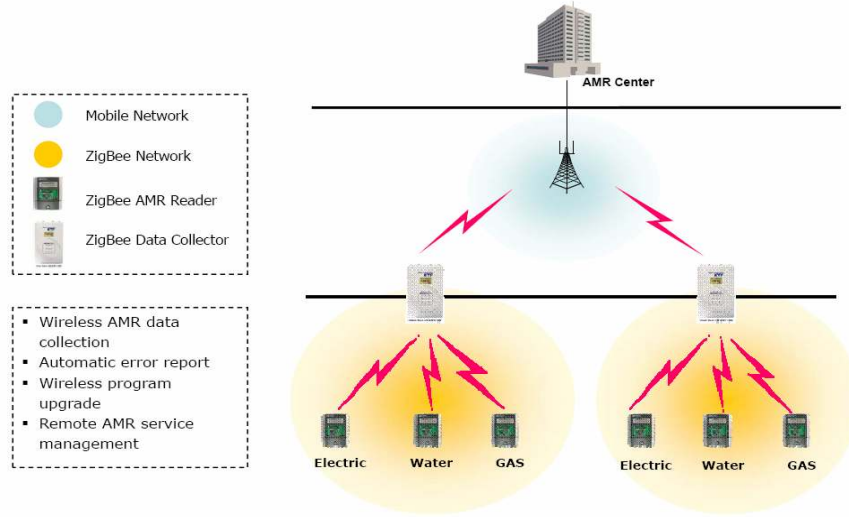 AMR Center
Mobile Network
ZigBee Network
ZigBee AMR Reader
ZigBee Data Collector
▪ Wireless AMR data
collection
▪ Automatic error report
▪ Wireless program
upgrade
▪ Remote AMR service
management
Electric
Water
GAS
Electric
Water
GAS